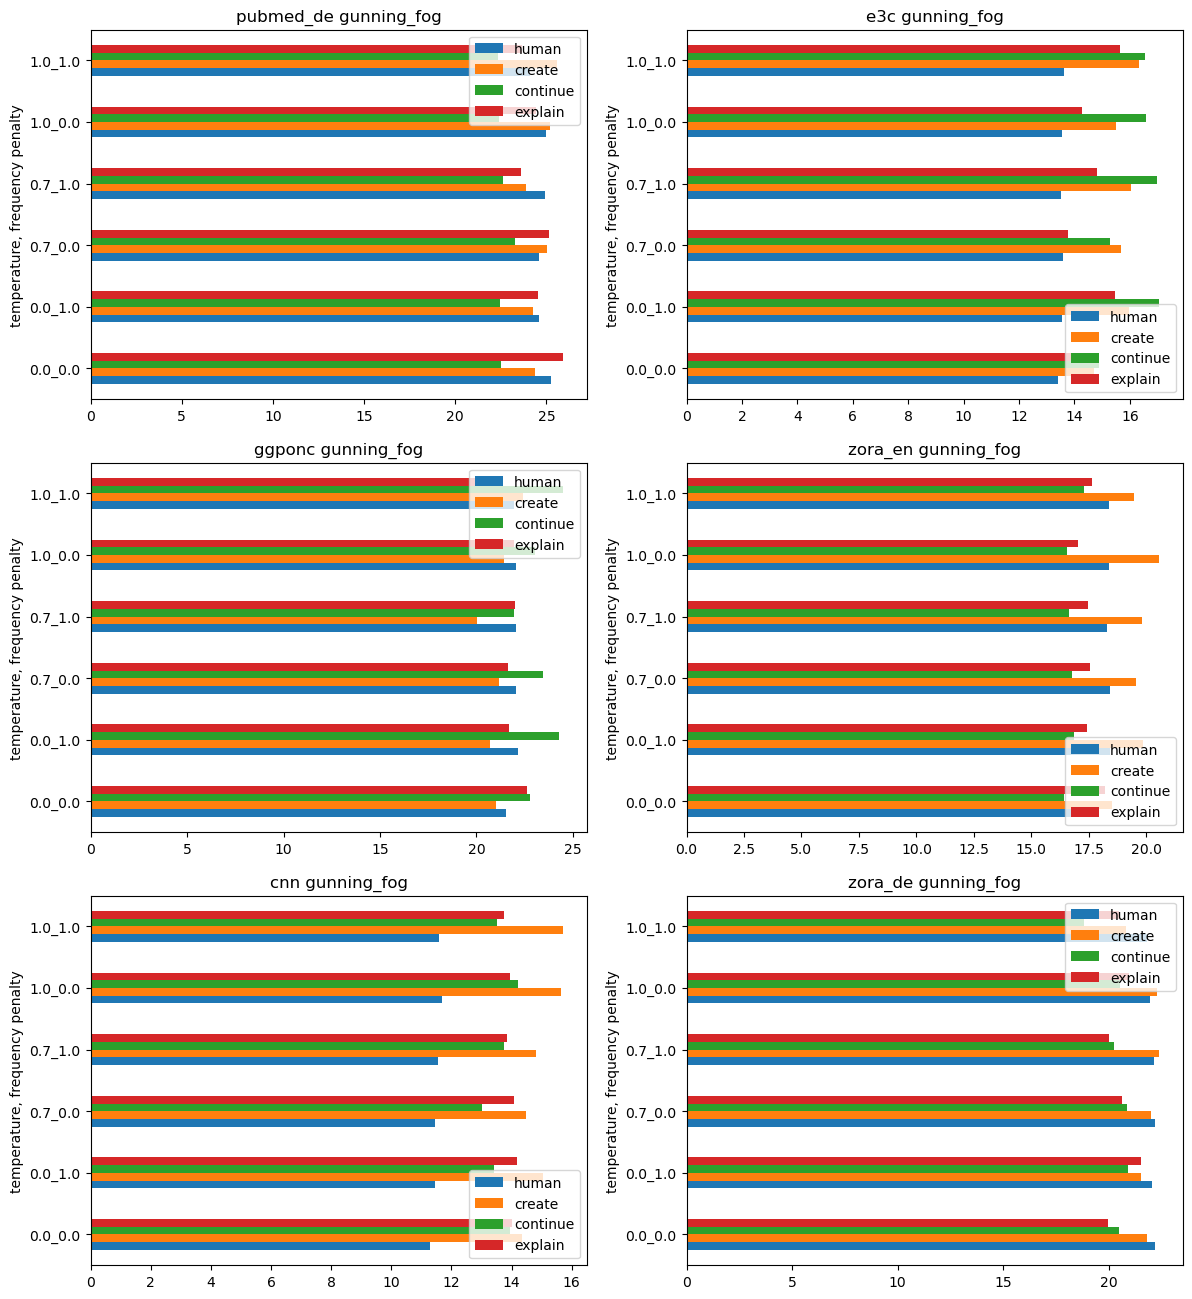 pubmed_de gunning_fog
temperature, frequency penalty
1.0_1.0
1.0_0.0
0.7_1.0
0.7_0.0
0.0_1.0
0.0_0.0
0 5 10 15 20 25
human
create
continue
explain
e3c gunning_fog
temperature, frequency penalty
1.0_1.0
1.0_0.0
0.7_1.0
0.7_0.0
0.0_1.0
0.0_0.0
0 2 4 6 8 10 12 14 16
human
create
continue
explain
ggponc gunning_fog
temperature, frequency penalty
1.0_1.0
1.0_0.0
0.7_1.0
0.7_0.0
0.0_1.0
0.0_0.0
0 5 10 15 20 25
human
create
continue
explain
zora_en gunning_fog
temperature, frequency penalty
1.0_1.0
1.0_0.0
0.7_1.0
0.7_0.0
0.0_1.0
0.0_0.0
0.0 2.5 5.0 7.5 10.0 12.5 15.0 17.5 20.0
human
create
continue
explain
cnn gunning_fog
temperature, frequency penalty
1.0_1.0
1.0_0.0
0.7_1.0
0.7_0.0
0.0_1.0
0.0_0.0
0 2 4 6 8 10 12 14 16
human
create
continue
explain
zora_de gunning_fog
temperature, frequency penalty
1.0_1.0
1.0_0.0
0.7_1.0
0.7_0.0
0.0_1.0
0.0_0.0
0 5 10 15 20
human
create
continue
explain